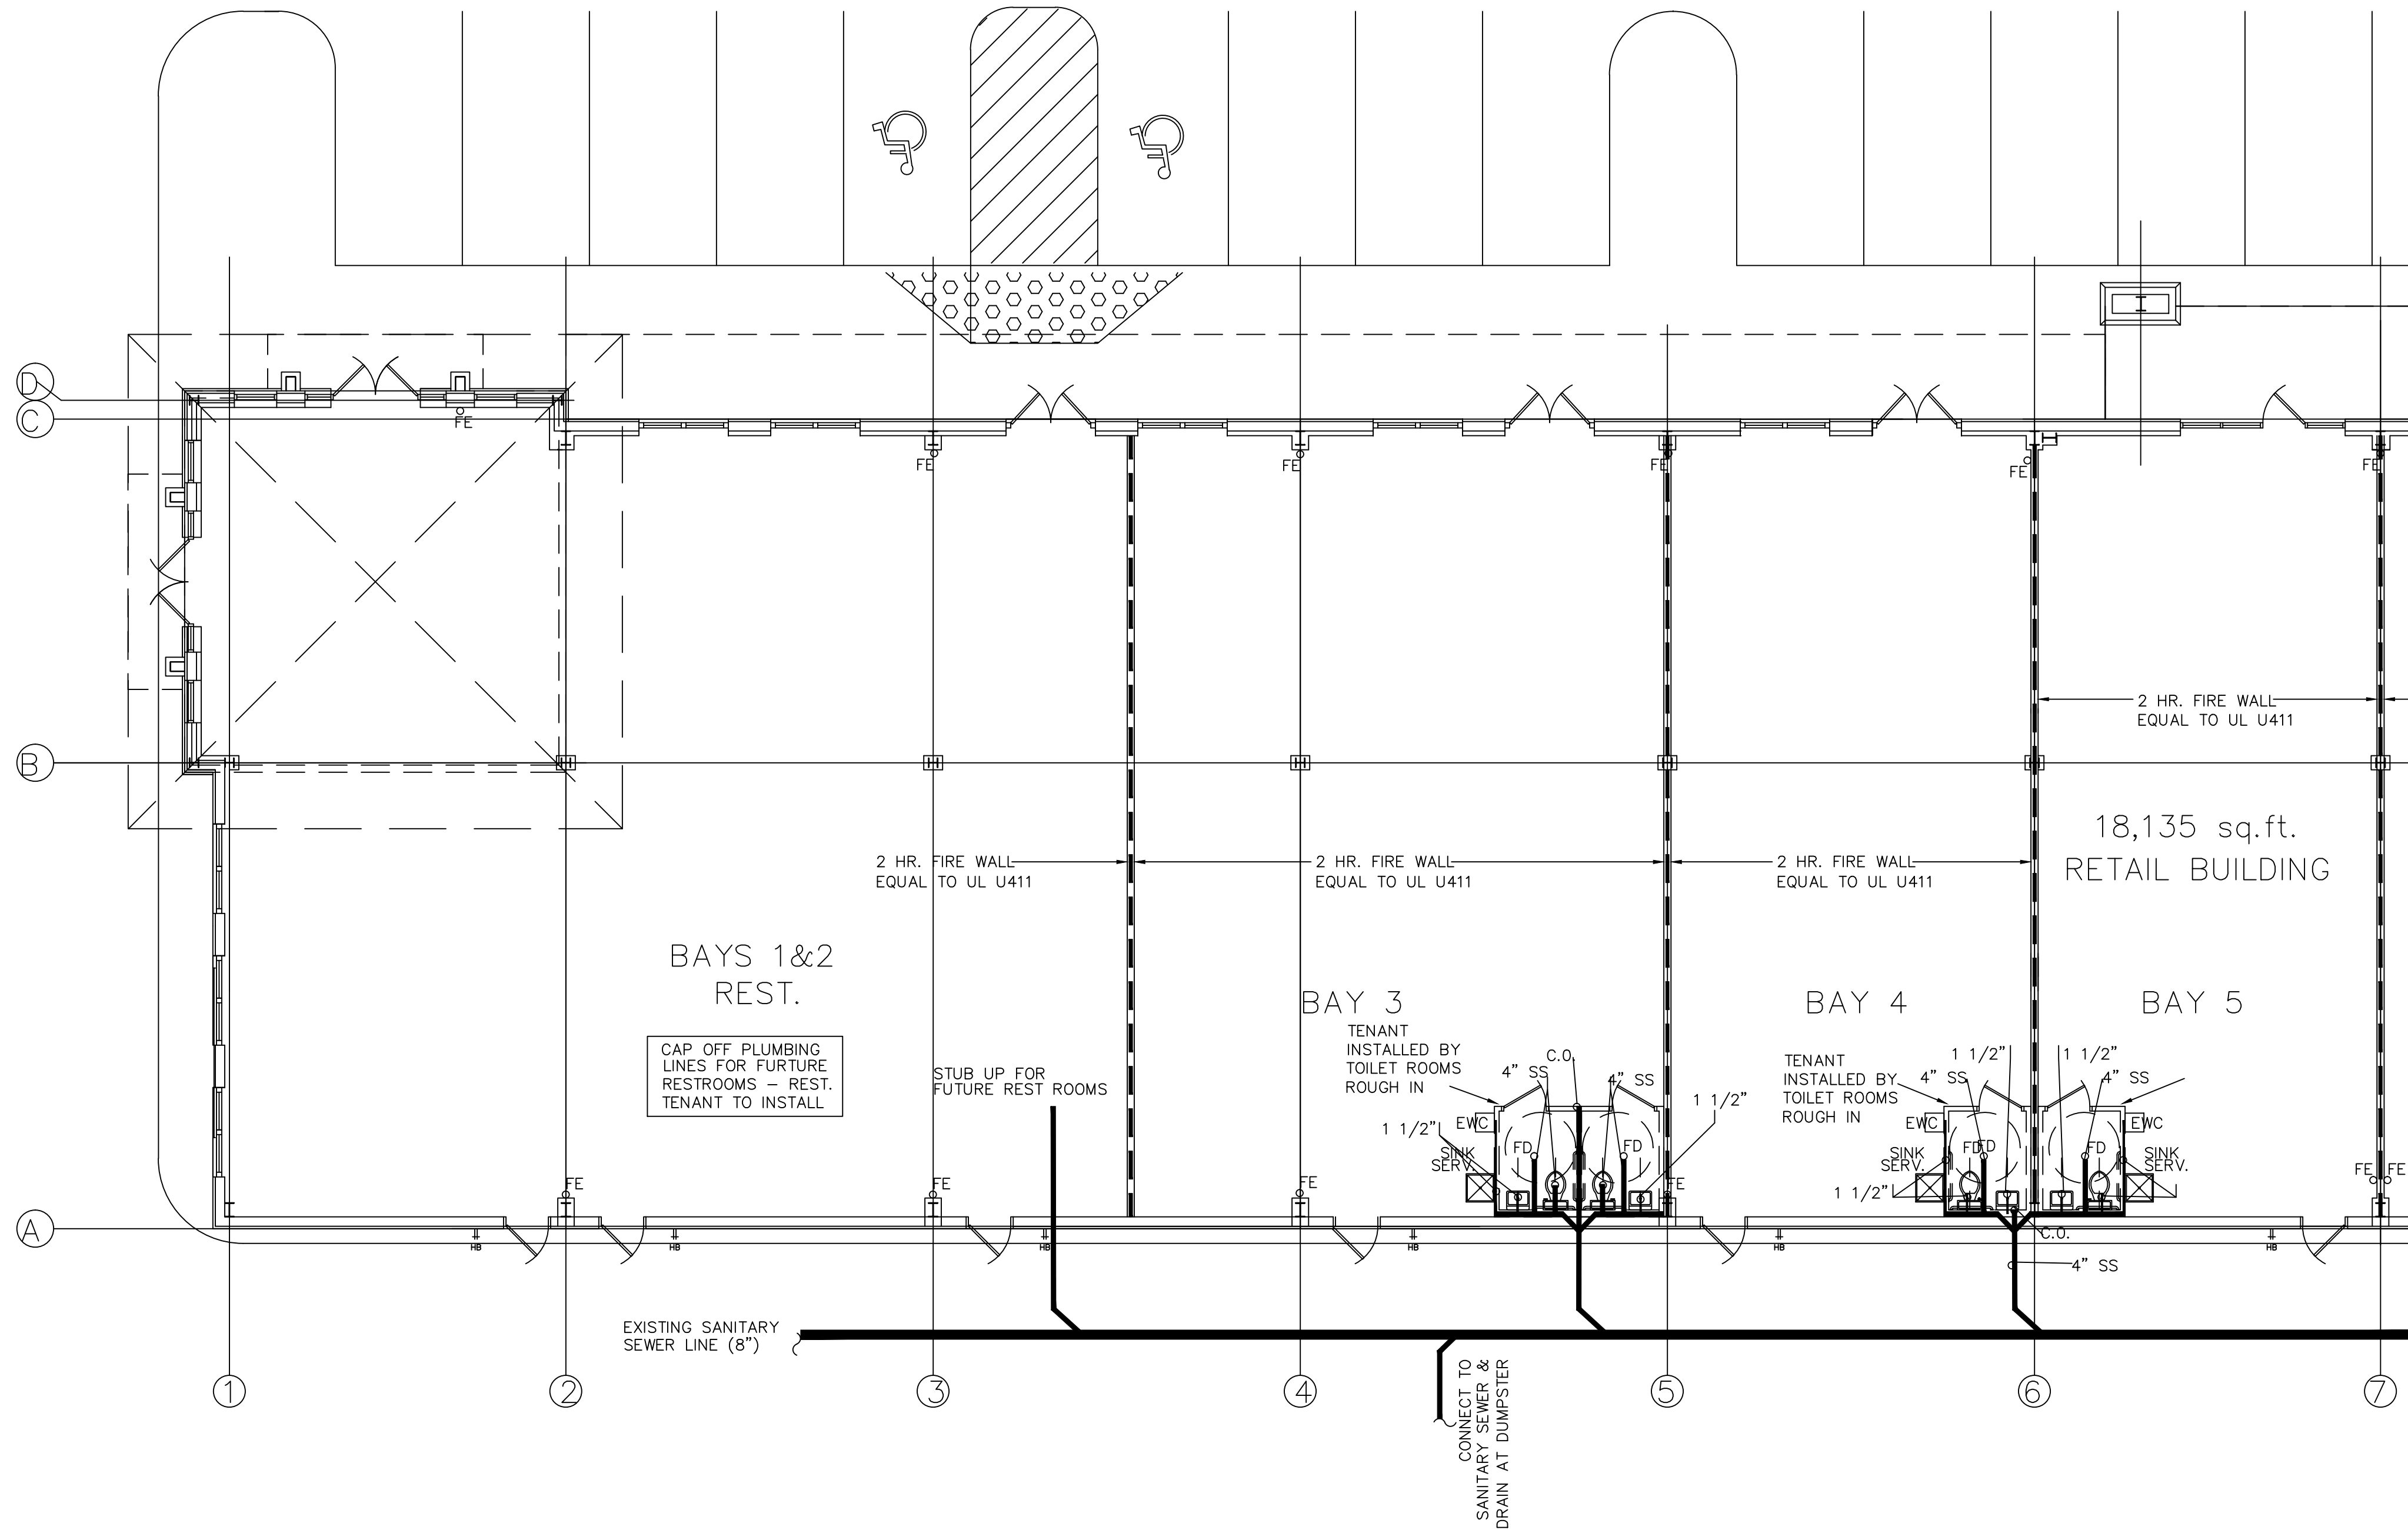 D
C
FE
FE
FE
FE
FE
FE
2 HR. FIRE WALL
EQUAL TO UL U411
B
18,135 sq.ft.
RETAIL BUILDING
2 HR. FIRE WALL
EQUAL TO UL U411
2 HR. FIRE WALL
EQUAL TO UL U411
2 HR. FIRE WALL
EQUAL TO UL U411
BAYS 1&2
REST.
BAY 3
BAY 4
BAY 5
CAP OFF PLUMBING
LINES FOR FURTURE
RESTROOMS – REST.
TENANT TO INSTALL
STUB UP FOR
FUTURE REST ROOMS
TENANT
INSTALLED BY
TOILET ROOMS
ROUGH IN
C.O.
4" SS
4" SS
1 1/2"
1 1/2"
EWC
FD
FD
SINK
SERV.
TENANT
INSTALLED BY
TOILET ROOMS
ROUGH IN
1 1/2"
1 1/2"
4" SS
4" SS
EWC
EWC
FD
FD
FD
SINK
SERV.
SINK
SERV.
1 1/2"
FE
FE
FE
FE
FE
FE
A
HB
HB
HB
HB
HB
HB
C.O.
4" SS
EXISTING SANITARY
SEWER LINE (8")
CONNECT TO
SANITARY SEWER &
DRAIN AT DUMPSTER
1
2
3
4
5
6
7